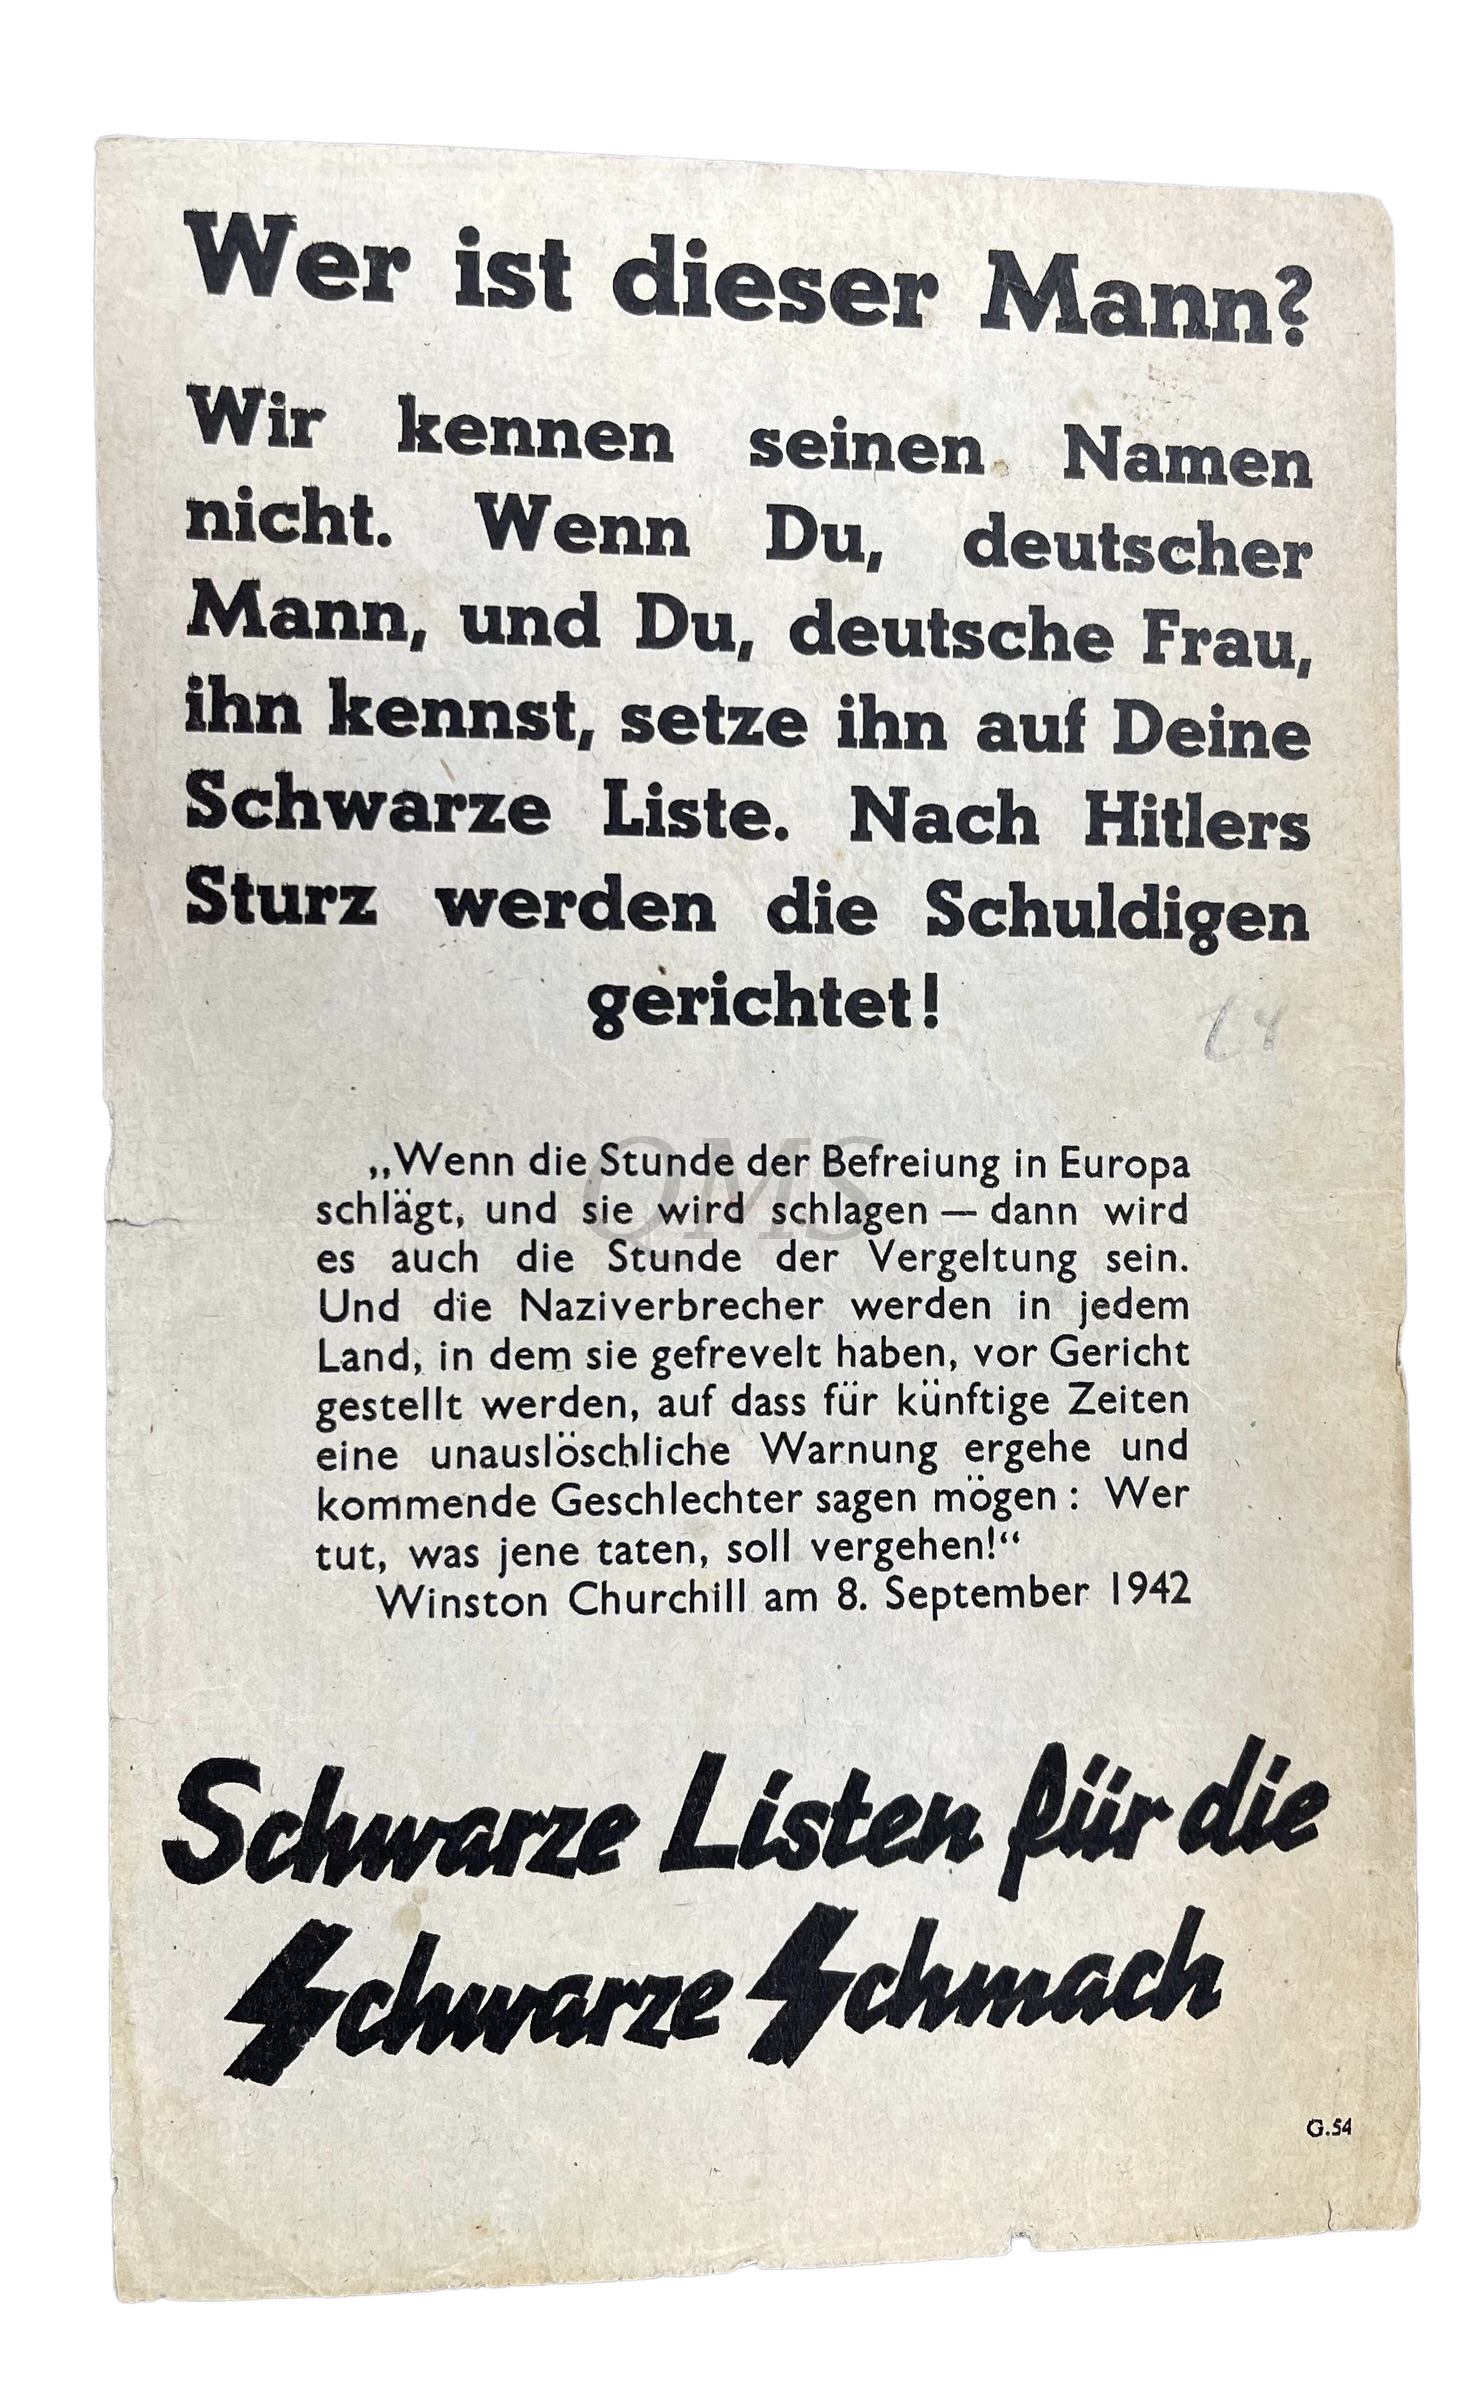 Wer ist dieser Mann?
Wir kennen seinen Namen
nicht. Wenn Du, deutscher
Mann, und Du, deutsche Frau,
ihn kennst, setze ihn auf Deine
Schwarze Liste. Nach Hitlers
Sturz werden die Schuldigen
gerichtet!
„Wenn die Stunde der Befreiung in Europa
schlägt, und sie wird schlagen — dann wird
es auch die Stunde der Vergeltung sein.
Und die Naziverbrecher werden in jedem
Land, in dem sie gefrevelt haben, vor Gericht
gestellt werden, auf dass für künftige Zeiten
eine unauslöschliche Warnung ergehe und
kommende Geschlechter sagen mögen : Wer
tut, was jene taten, soll vergehen!“
Winston Churchill am 8. September 1942
QMS
Schwarze Listen für die
Schwarze Schmach
G.54